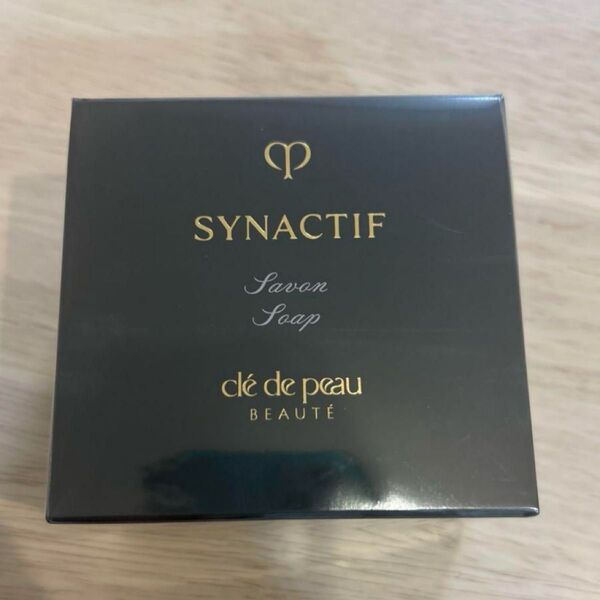 SYNACTIF
Savon
Soap
clé de peau
BEAUTÉ